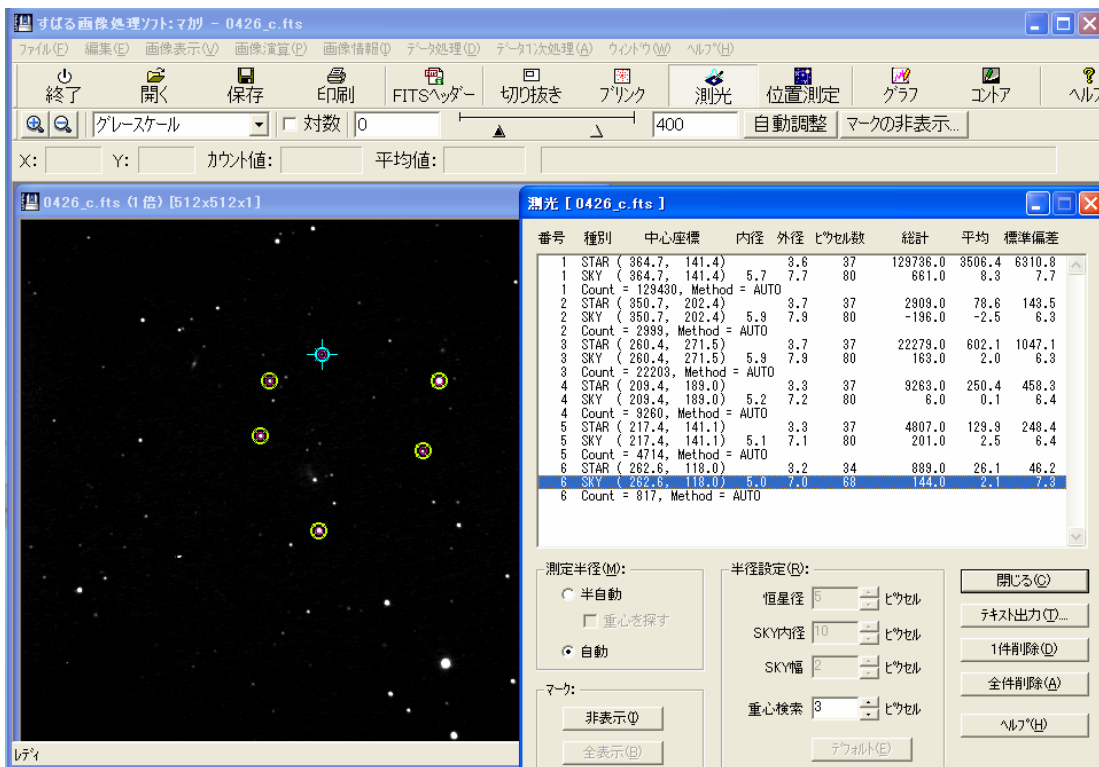 すばる画像処理ソフト:マカリ - 0426_c.fts
ファイル(F) 編集(E) 画像表示(V) 画像演算(P) 画像情報(I) データ処理(D) データ1次処理(A) ウィンドウ(W) ヘルプ(H)
終了 開く 保存 印刷 FITSヘッダー 切り抜き ブリンク 測光 位置測定 グラフ コントア ヘルプ
グレースケール 対数 0 400 自動調整 マークの非表示...
X: Y: カウント値: 平均値:
0426_c.fts (1倍) [512x512x1]
測光 [ 0426_c.fts ]
番号 種別 中心座標 内径 外径 ピクセル数 総計 平均 標準偏差
1 STAR ( 364.7, 141.4) 3.6 37 129736.0 3506.4 6310.8
1 SKY ( 364.7, 141.4) 5.7 7.7 80 661.0 8.3 7.7
1 Count = 129430, Method = AUTO
2 STAR ( 350.7, 202.4) 3.7 37 2909.0 78.6 143.5
2 SKY ( 350.7, 202.4) 5.9 7.9 80 -196.0 -2.5 6.3
2 Count = 2999, Method = AUTO
3 STAR ( 260.4, 271.5) 3.7 37 22279.0 602.1 1047.1
3 SKY ( 260.4, 271.5) 5.9 7.9 80 163.0 2.0 6.3
3 Count = 22203, Method = AUTO
4 STAR ( 209.4, 189.0) 3.3 37 9263.0 250.4 458.3
4 SKY ( 209.4, 189.0) 5.2 7.2 80 6.0 0.1 6.4
4 Count = 9260, Method = AUTO
5 STAR ( 217.4, 141.1) 3.3 37 4807.0 129.9 248.4
5 SKY ( 217.4, 141.1) 5.1 7.1 80 201.0 2.5 6.4
5 Count = 4714, Method = AUTO
6 STAR ( 262.6, 118.0) 3.2 34 889.0 26.1 46.2
6 SKY ( 262.6, 118.0) 5.0 7.0 68 144.0 2.1 7.3
6 Count = 817, Method = AUTO
測定半径(M):
半自動
重心を探す
自動
マーク:
非表示(I)
全表示(B)
半径設定(R):
恒星径 5 ピクセル
SKY内径 10 ピクセル
SKY幅 2 ピクセル
重心検索 3 ピクセル
デフォルト(E)
閉じる(C)
テキスト出力(T)...
1件削除(D)
全件削除(A)
ヘルプ(H)
レディ